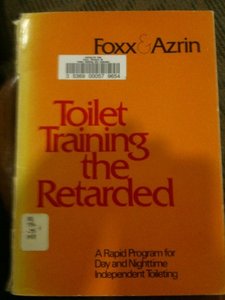 Foxx & Azrin
Toilet
Training
the
Retarded
A Rapid Program for
Day and Nighttime
Independent Toileting